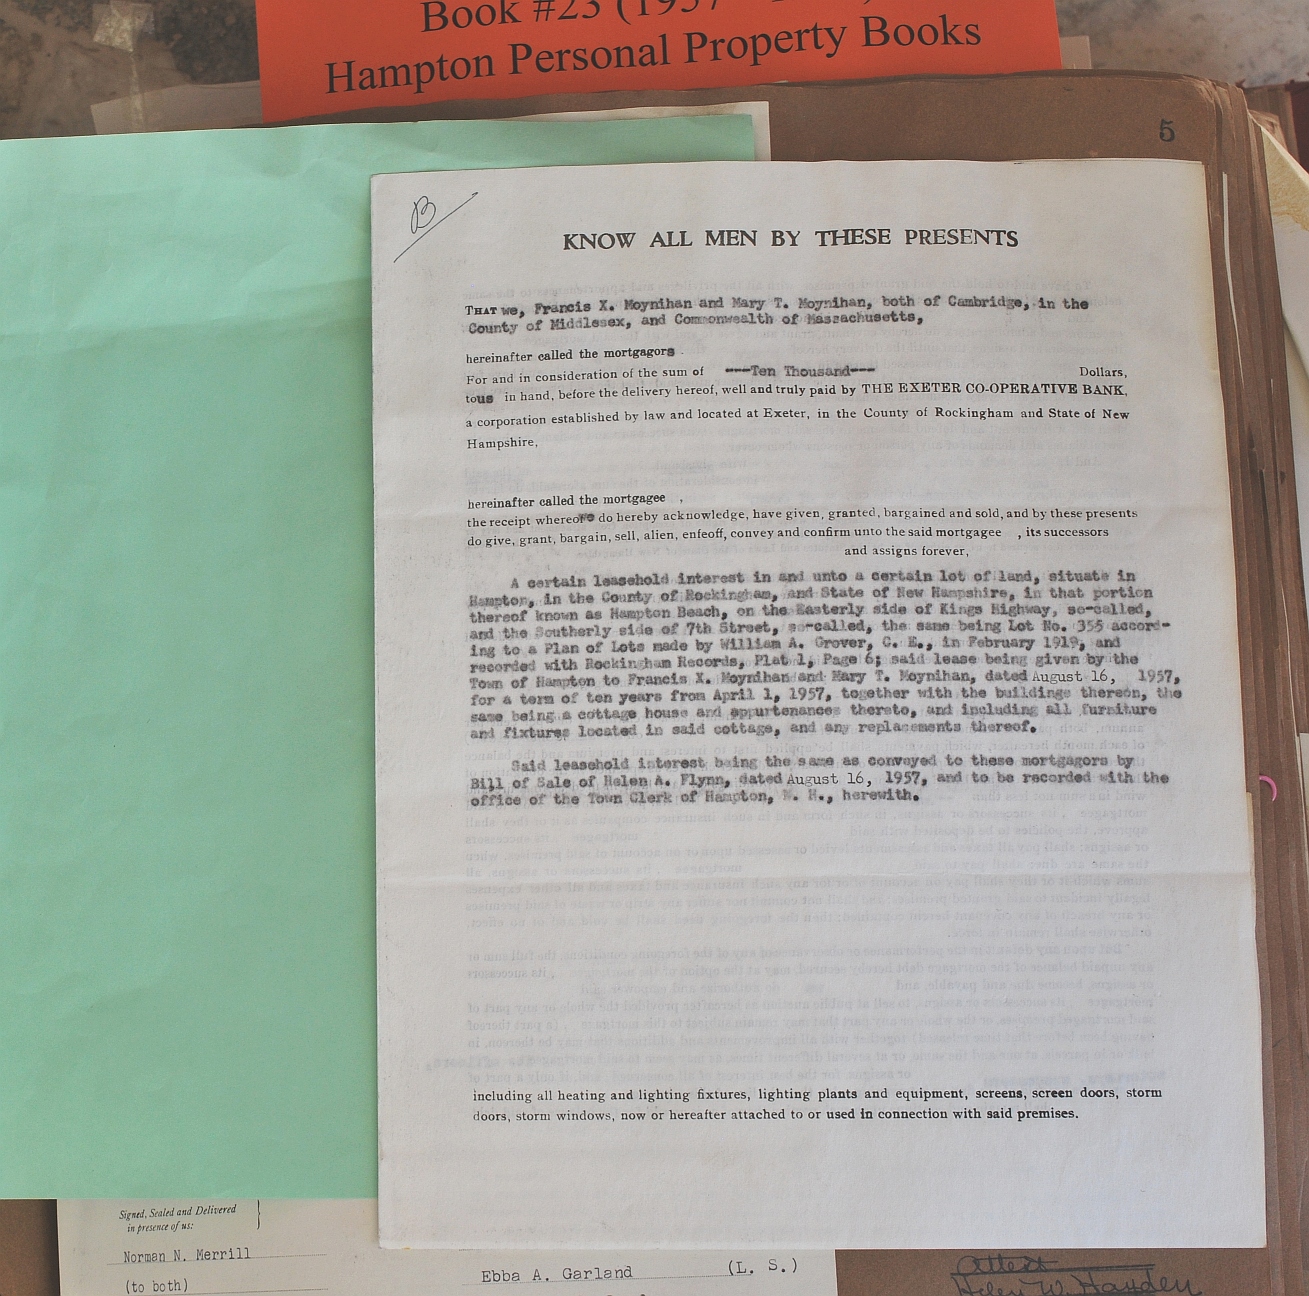 Book #23 (1957
Hampton Personal Property Books
5
B
KNOW ALL MEN BY THESE PRESENTS
THAT we, Francis X. Moynihan and Mary T. Moynihan, both of Cambridge, in the
County of Middlesex, and Commonwealth of Massachusetts,
hereinafter called the mortgagors .
For and in consideration of the sum of ---Ten Thousand--- Dollars,
to us in hand, before the delivery hereof, well and truly paid by THE EXETER CO-OPERATIVE BANK,
a corporation established by law and located at Exeter, in the County of Rockingham and State of New
Hampshire,
hereinafter called the mortgagee ,
the receipt whereof we do hereby acknowledge, have given, granted, bargained and sold, and by these presents
do give, grant, bargain, sell, alien, enfeoff, convey and confirm unto the said mortgagee , its successors
and assigns forever,
A certain leasehold interest in and unto a certain lot of land, situate in
Hampton, in the County of Rockingham, and State of New Hampshire, in that portion
thereof known as Hampton Beach, on the Easterly side of Kings Highway, so-called,
and the Southerly side of 7th Street, so-called, the same being Lot No. 355 accord-
ing to a Plan of Lots made by William A. Grover, C. E., in February 1919, and
recorded with Rockingham Records, Plat 1, Page 6; said lease being given by the
Town of Hampton to Francis X. Moynihan and Mary T. Moynihan, dated August 16, 1957,
for a term of ten years from April 1, 1957, together with the buildings thereon, the
same being a cottage house and appurtenances thereto, and including all furniture
and fixtures located in said cottage, and any replacements thereof.
Said leasehold interest being the same as conveyed to these mortgagors by
Bill of Sale of Helen A. Flynn, dated August 16, 1957, and to be recorded with the
office of the Town Clerk of Hampton, N. H., herewith.
including all heating and lighting fixtures, lighting plants and equipment, screens, screen doors, storm
doors, storm windows, now or hereafter attached to or used in connection with said premises.
Signed, Sealed and Delivered
in presence of us:
Norman N. Merrill
(to both)
Ebba A. Garland (L. S.)
Attest
Helen W. Hayden